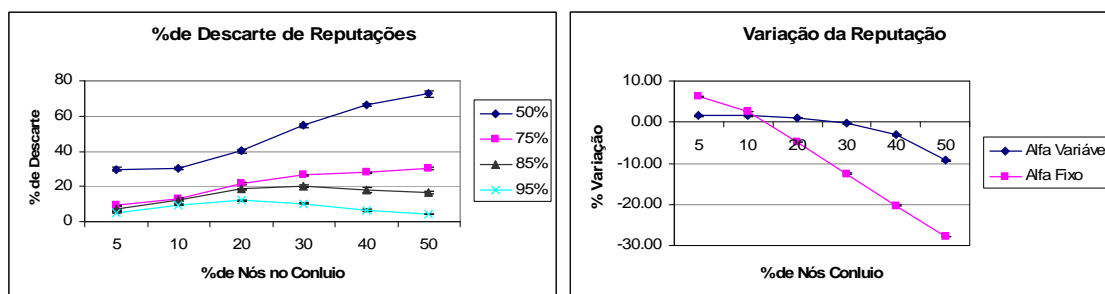 %de Descarte de Reputações
% de Descarte
80
60
40
20
0
5 10 20 30 40 50
%de Nós no Conluio
50%
75%
85%
95%
Variação da Reputação
% Variação
10.00
0.00
-10.00
-20.00
-30.00
5 10 20 30 40 50
%de Nós Conluio
Alfa Variáve
Alfa Fixo